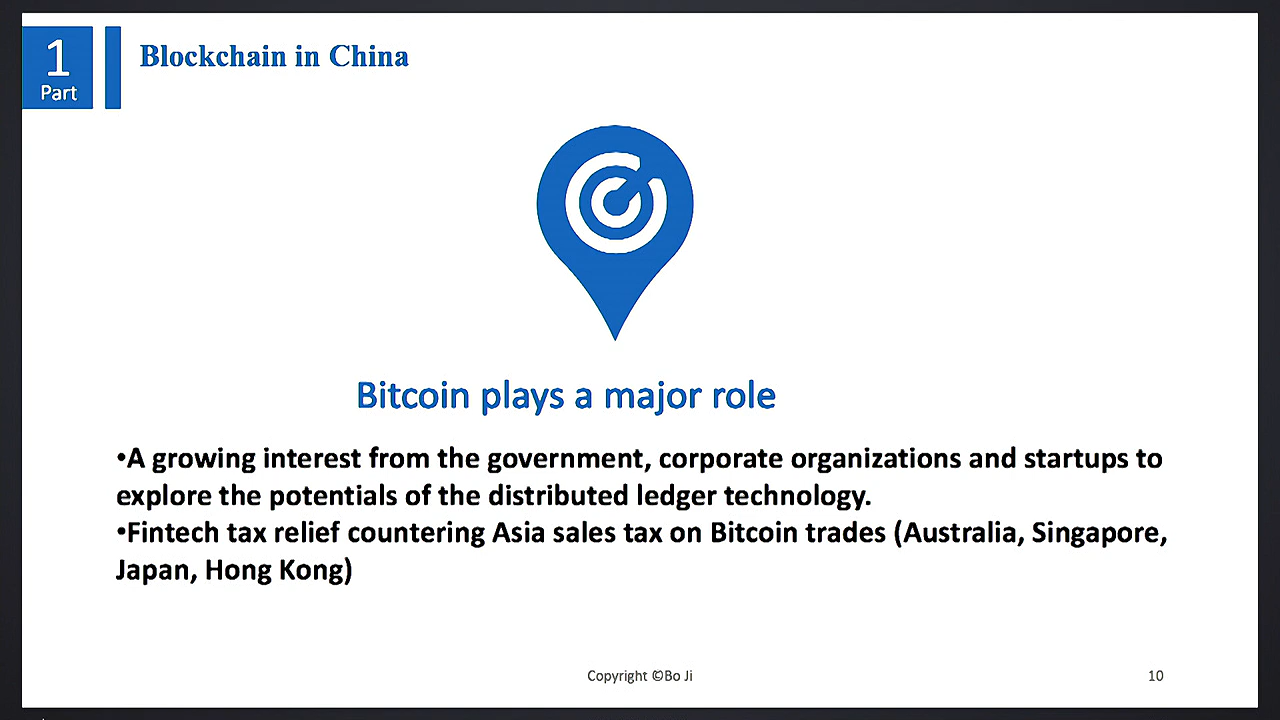 1
Part
Blockchain in China
Bitcoin plays a major role
•A growing interest from the government, corporate organizations and startups to
explore the potentials of the distributed ledger technology.
•Fintech tax relief countering Asia sales tax on Bitcoin trades (Australia, Singapore,
Japan, Hong Kong)
Copyright ©Bo Ji
10